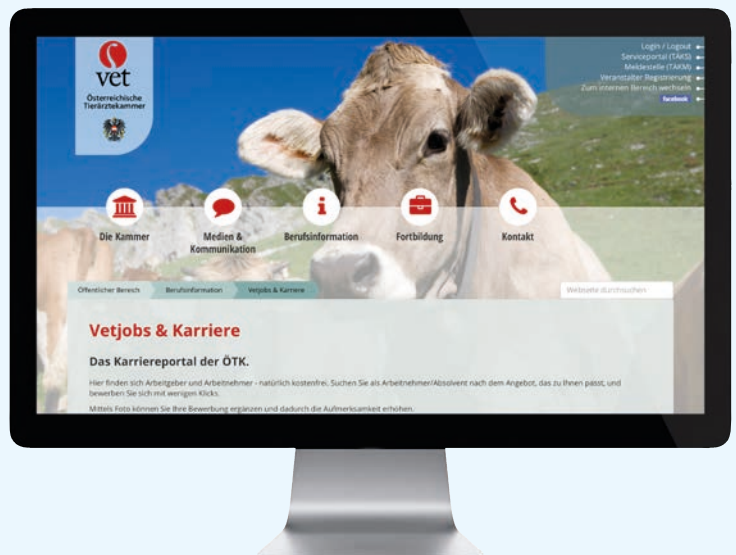 vet
Österreichische
Tierärztekammer
Login / Logout
Serviceportal (TÄKS)
Meldestelle (TÄKM)
Veranstalter Registrierung
Zum internen Bereich wechseln
facebook
Die Kammer
Medien &
Kommunikation
Berufsinformation
Fortbildung
Kontakt
Öffentlicher Bereich
Berufsinformation
Vetjobs & Karriere
Webseite durchsuchen
Vetjobs & Karriere
Das Karriereportal der ÖTK.
Hier finden sich Arbeitgeber und Arbeitnehmer - natürlich kostenfrei. Suchen Sie als Arbeitnehmer/Absolvent nach dem Angebot, das zu Ihnen passt, und
bewerben Sie sich mit wenigen Klicks.
Mittels Foto können Sie Ihre Bewerbung ergänzen und dadurch die Aufmerksamkeit erhöhen.